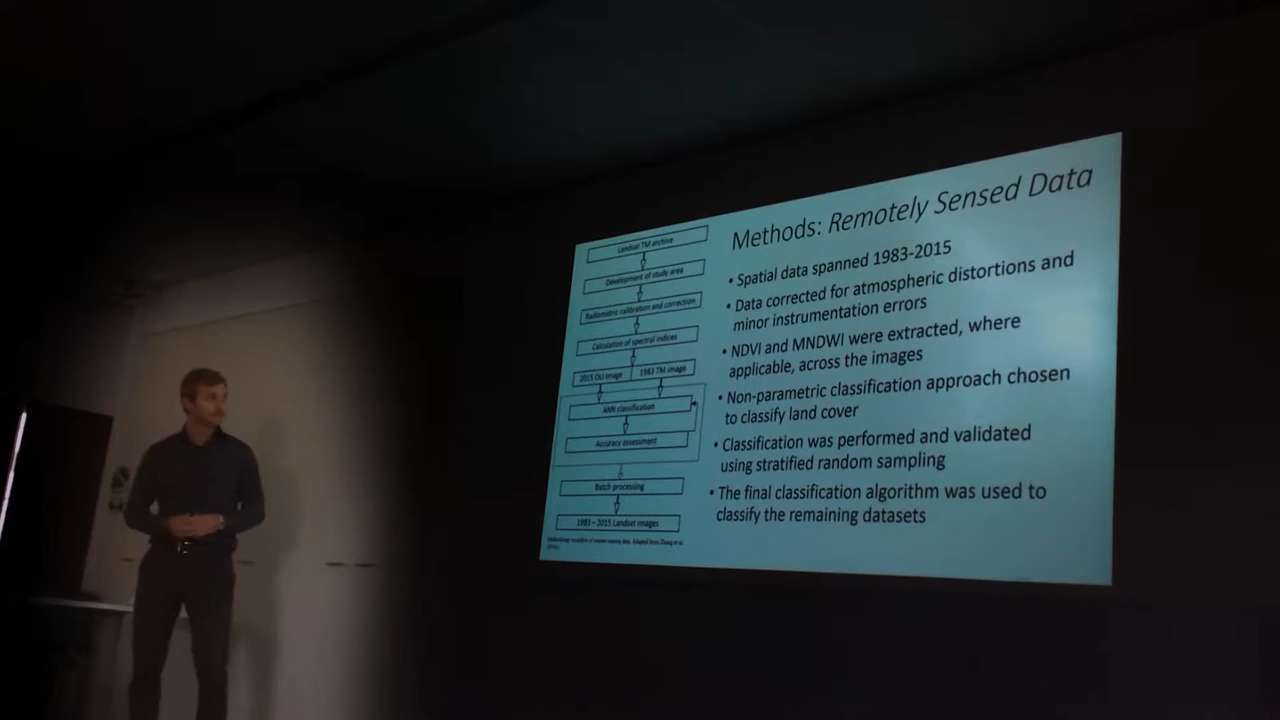 Methods: Remotely Sensed Data
• Spatial data spanned 1983-2015
• Data corrected for atmospheric distortions and
minor instrumentation errors
• NDVI and MNDWI were extracted, where
applicable, across the images
• Non-parametric classification approach chosen
to classify land cover
• Classification was performed and validated
using stratified random sampling
• The final classification algorithm was used to
classify the remaining datasets
Landsat TM archive
Development of study area
Radiometric calibration and correction
Calculation of spectral indices
2015 OLI image
1983 TM image
ANN classification
Accuracy assessment
Batch processing
1983 – 2015 Landsat images